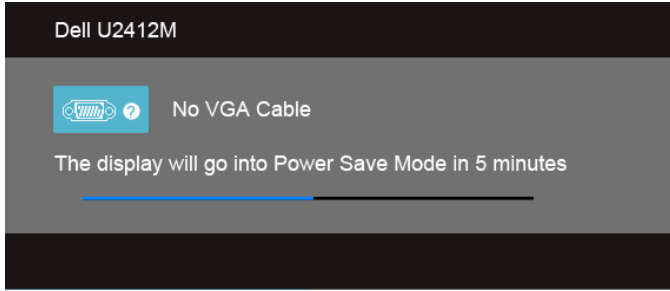 Dell U2412M
? No VGA Cable
The display will go into Power Save Mode in 5 minutes